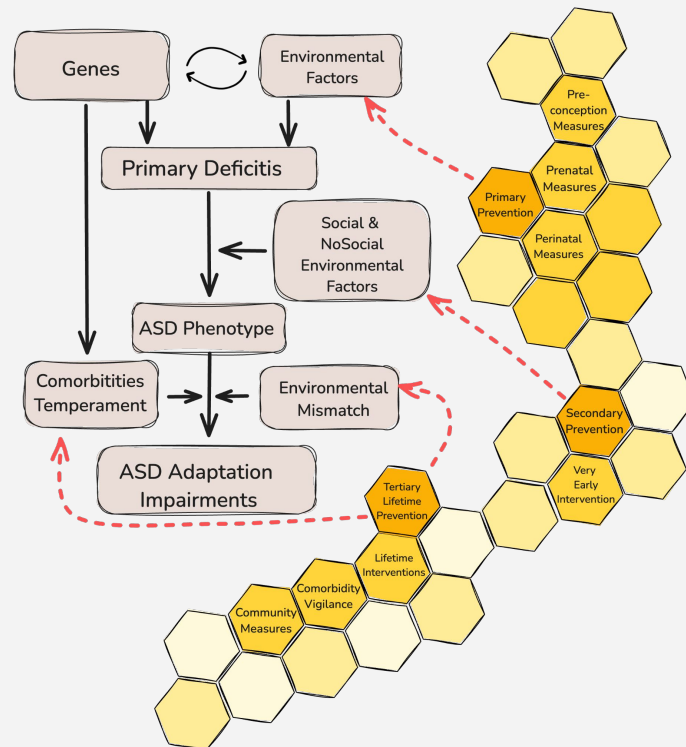 Genes
Environmental
Factors
Primary Deficitis
Social &
NoSocial
Environmental
Factors
ASD Phenotype
Comorbitities
Temperament
Environmental
Mismatch
ASD Adaptation
Impairments
Pre-
conception
Measures
Prenatal
Measures
Primary
Prevention
Perinatal
Measures
Secondary
Prevention
Very
Early
Intervention
Tertiary
Lifetime
Prevention
Lifetime
Interventions
Comorbidity
Vigilance
Community
Measures